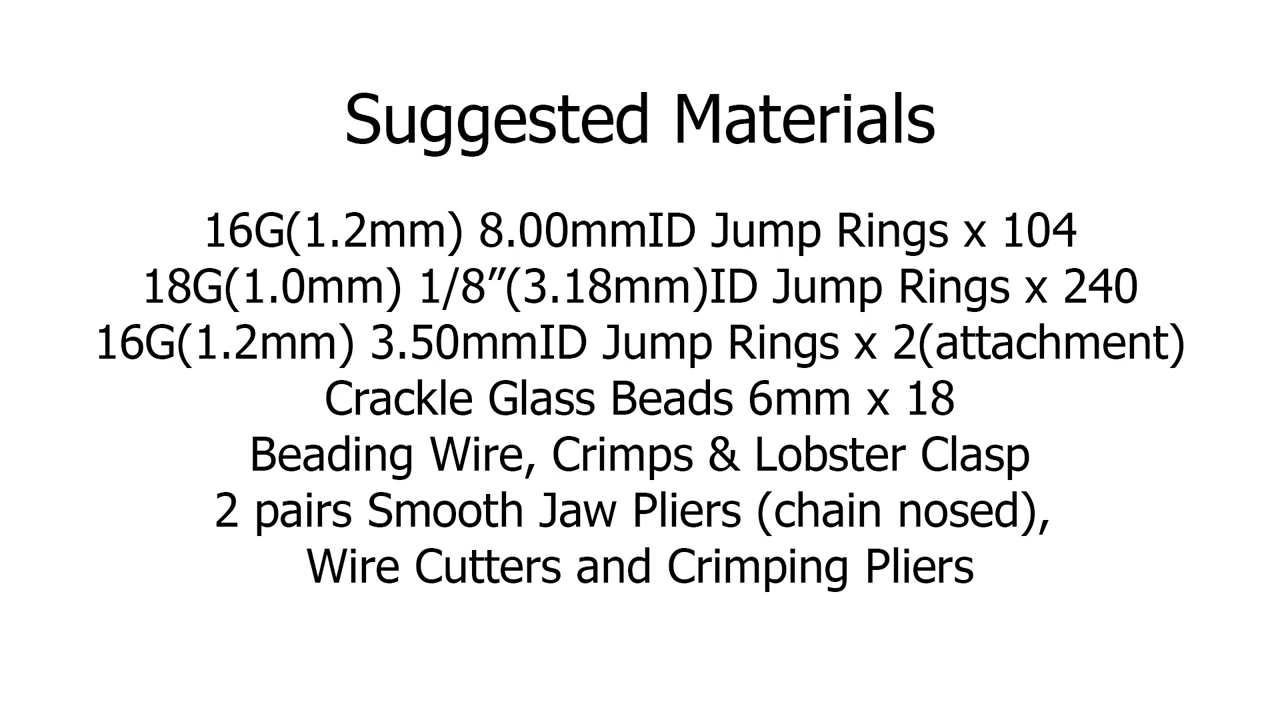 Suggested Materials
16G(1.2mm) 8.00mmID Jump Rings x 104
18G(1.0mm) 1/8”(3.18mm)ID Jump Rings x 240
16G(1.2mm) 3.50mmID Jump Rings x 2(attachment)
Crackle Glass Beads 6mm x 18
Beading Wire, Crimps & Lobster Clasp
2 pairs Smooth Jaw Pliers (chain nosed),
Wire Cutters and Crimping Pliers